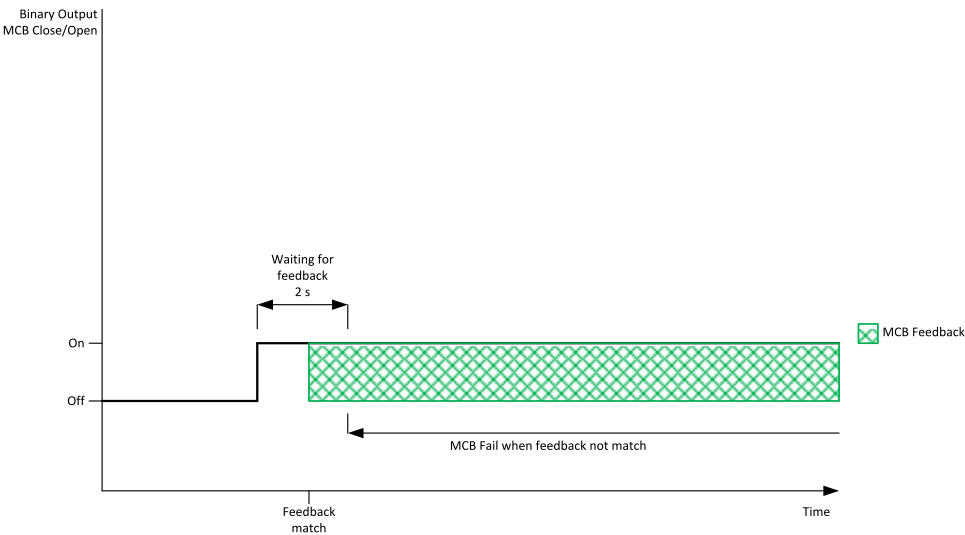 Binary Output
MCB Close/Open
Waiting for
feedback
2 s
On
MCB Feedback
Off
MCB Fail when feedback not match
Feedback
match
Time